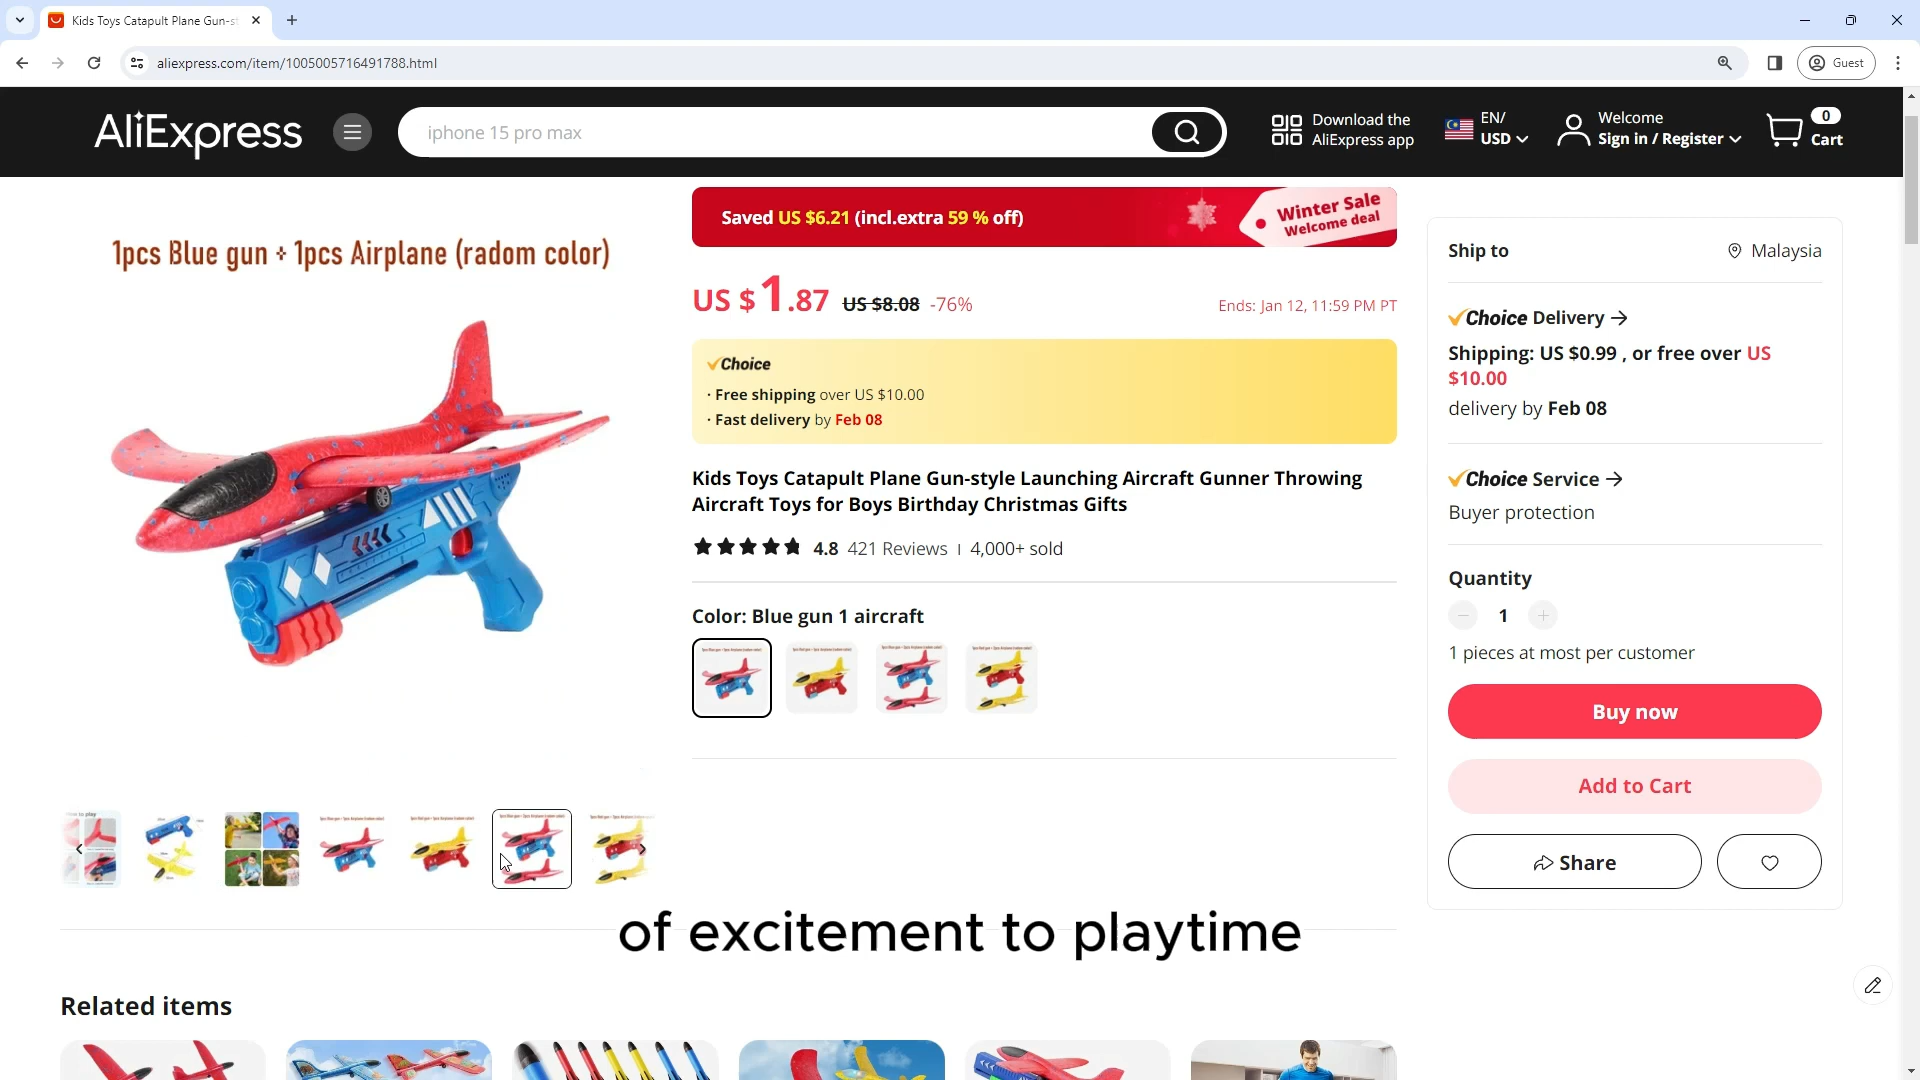 Kids Toys Catapult Plane Gun-st
aliexpress.com/item/1005005716491788.html
Guest
AliExpress
iphone 15 pro max
Download the
AliExpress app
EN/
USD
Welcome
Sign in / Register
0
Cart
1pcs Blue gun + 1pcs Airplane (radom color)
Saved US $6.21 (incl.extra 59 % off)
Winter Sale
Welcome deal
US $1.87 US $8.08 -76%
Ends: Jan 12, 11:59 PM PT
Choice
· Free shipping over US $10.00
· Fast delivery by Feb 08
Kids Toys Catapult Plane Gun-style Launching Aircraft Gunner Throwing
Aircraft Toys for Boys Birthday Christmas Gifts
4.8 421 Reviews | 4,000+ sold
Color: Blue gun 1 aircraft
Ship to
Malaysia
Choice Delivery
Shipping: US $0.99 , or free over US
$10.00
delivery by Feb 08
Choice Service
Buyer protection
Quantity
1
1 pieces at most per customer
Buy now
Add to Cart
Share
of excitement to playtime
Related items